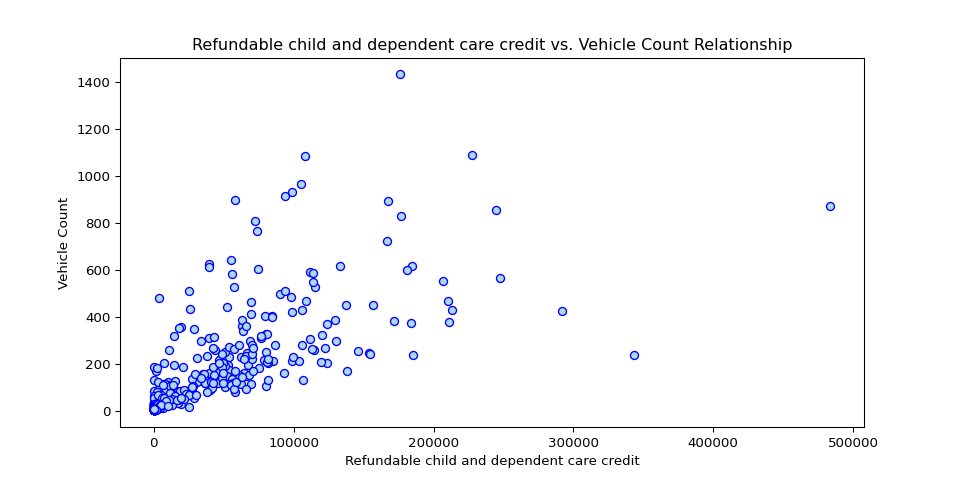 Refundable child and dependent care credit vs. Vehicle Count Relationship
1400
1200
1000
800
600
400
200
0
Vehicle Count
0 100000 200000 300000 400000 500000
Refundable child and dependent care credit